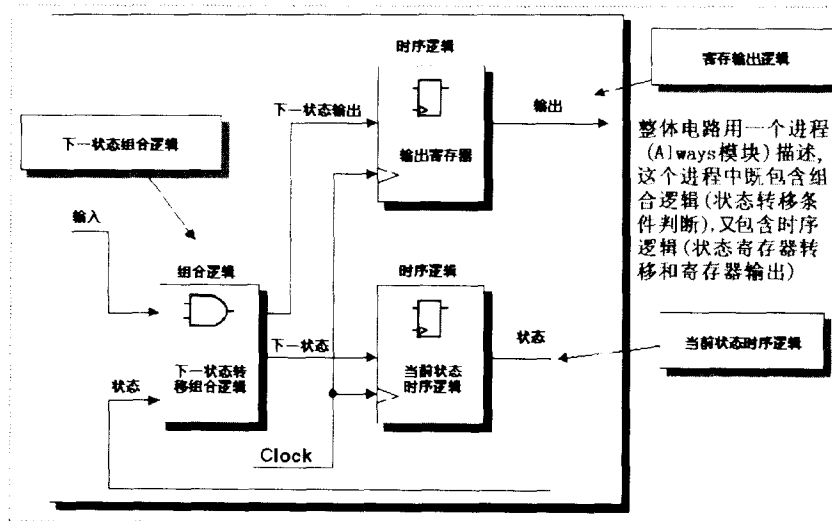 时序逻辑
寄存输出逻辑
下一状态输出
输出
下一状态组合逻辑
输出寄存器
整体电路用一个进程
(Always模块)描述,
这个进程中既包含组
合逻辑(状态转移条
件判断),又包含时序
逻辑(状态寄存器转
移和寄存器输出)
输入
组合逻辑
时序逻辑
下一状态
状态
当前状态时序逻辑
下一状态转
移组合逻辑
当前状态
时序逻辑
状态
Clock